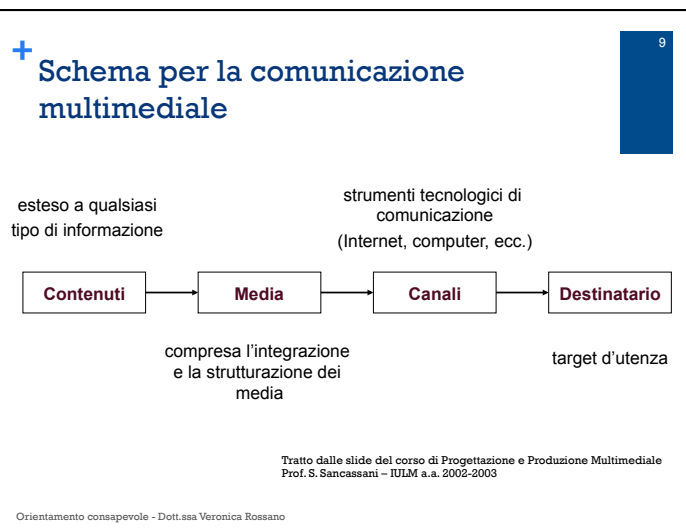 +
9
Schema per la comunicazione
multimediale
esteso a qualsiasi
tipo di informazione
strumenti tecnologici di
comunicazione
(Internet, computer, ecc.)
Contenuti
Media
Canali
Destinatario
compresa l'integrazione
e la strutturazione dei
media
target d'utenza
Tratto dalle slide del corso di Progettazione e Produzione Multimediale
Prof. S. Sancassani – IULM a.a. 2002-2003
Orientamento consapevole - Dott.ssa Veronica Rossano